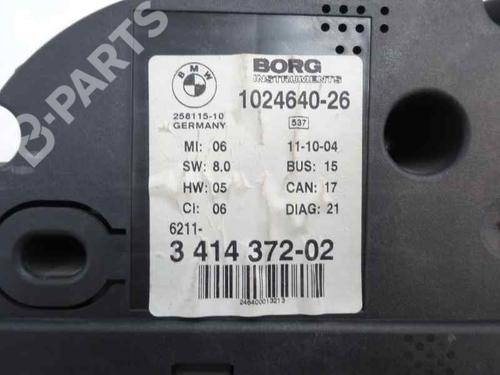 B-PARTS
BMW
BORG
INSTRUMENTS
258115-10
GERMANY
1024640-26
537
MI: 06 11-10-04
SW: 8.0 BUS: 15
HW: 05 CAN: 17
CI: 06 DIAG: 21
6211-
3 414 372-02
246400013213